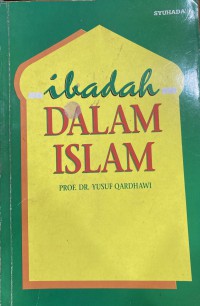 SYUHADA
ibadah
DALAM
ISLAM
PROF. DR. YUSUF QARDHAWI